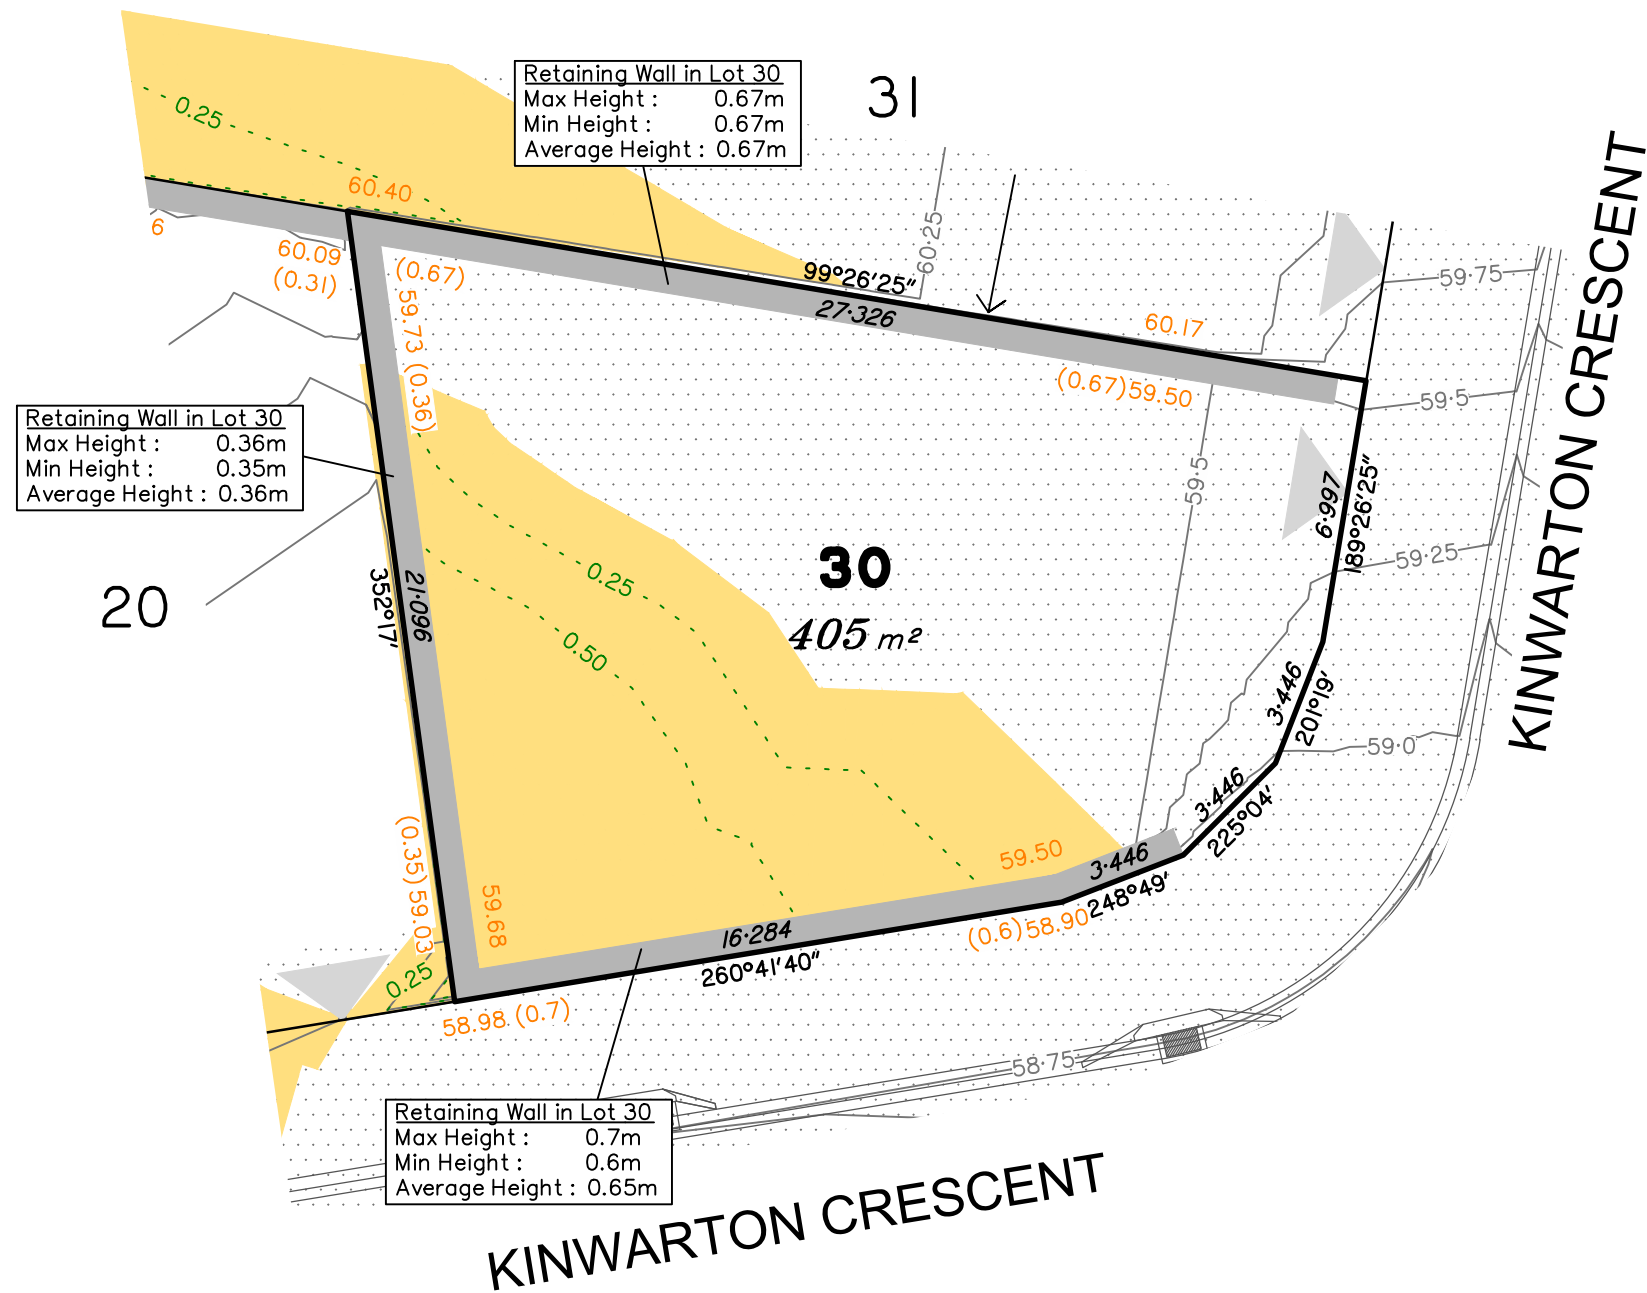 Retaining Wall in Lot 30
Max Height : 0.67m
Min Height : 0.67m
Average Height : 0.67m
31
0.25
60.40
6
60.09
(0.31)
(0.67)
60·25
99°26'25"
27·326
60.17
(0.67)59.50
59·75
59·5
KINWARTON CRESCENT
59.73 (0.36)
Retaining Wall in Lot 30
Max Height : 0.36m
Min Height : 0.35m
Average Height : 0.36m
59·5
6·997
189°26'25"
59·25
20
352°17'
21·096
0.25
0.50
30
405 m²
3·446
201°19'
59·0
3·446
225°04'
(0.35)59.03
59.68
59.50
3·446
248°49'
(0.6)58.90
16·284
260°41'40"
0.25
58.98 (0.7)
58·75
Retaining Wall in Lot 30
Max Height : 0.7m
Min Height : 0.6m
Average Height : 0.65m
KINWARTON CRESCENT